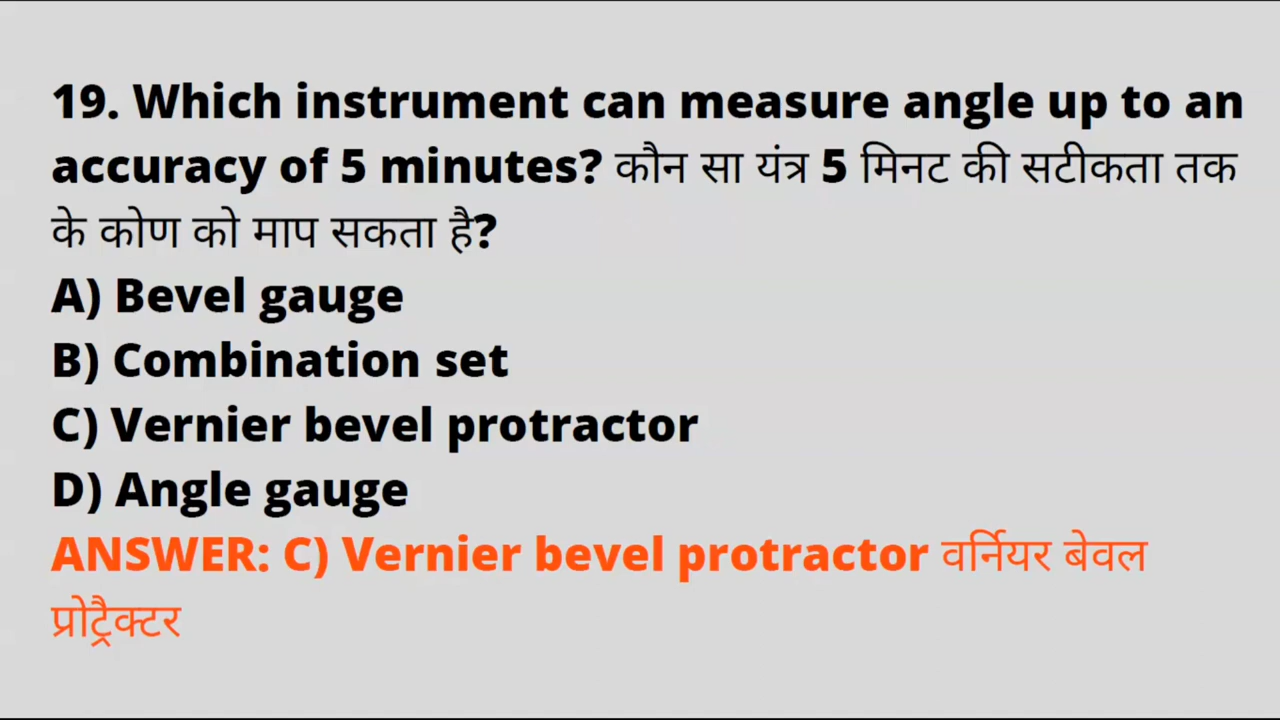 19. Which instrument can measure angle up to an
accuracy of 5 minutes? कौन सा यंत्र 5 मिनट की सटीकता तक
के कोण को माप सकता है?
A) Bevel gauge
B) Combination set
C) Vernier bevel protractor
D) Angle gauge
ANSWER: C) Vernier bevel protractor वर्नियर बेवल
प्रोट्रैक्टर